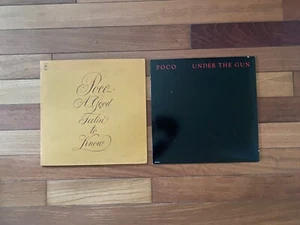 Poco
A Good
Feelin'
to
Know
POCO UNDER THE GUN